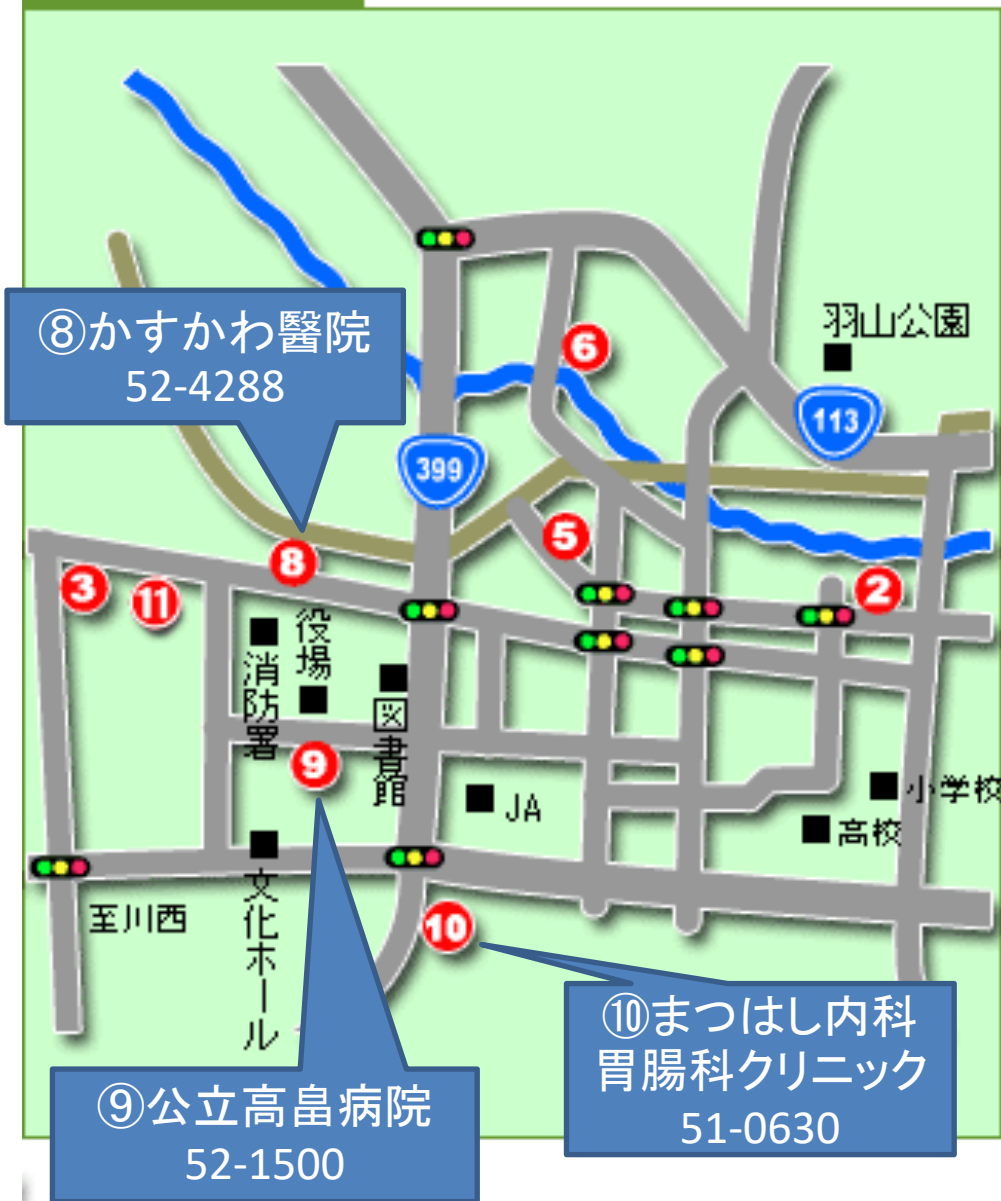 羽山公園
⑧かすかわ醫院
52-4288
6
113
399
5
8
3
11
2
役場
消防署
図書館
9
JA
小学校
高校
至川西
文化ホール
10
⑩まつはし内科
胃腸科クリニック
51-0630
⑨公立高畠病院
52-1500